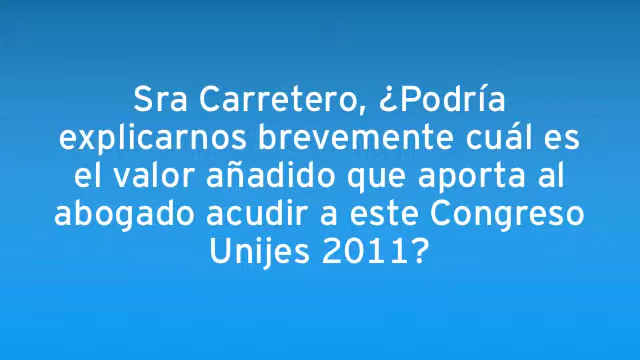 Sra Carretero, ¿Podría
explicarnos brevemente cuál es
el valor añadido que aporta al
abogado acudir a este Congreso
Unijes 2011?